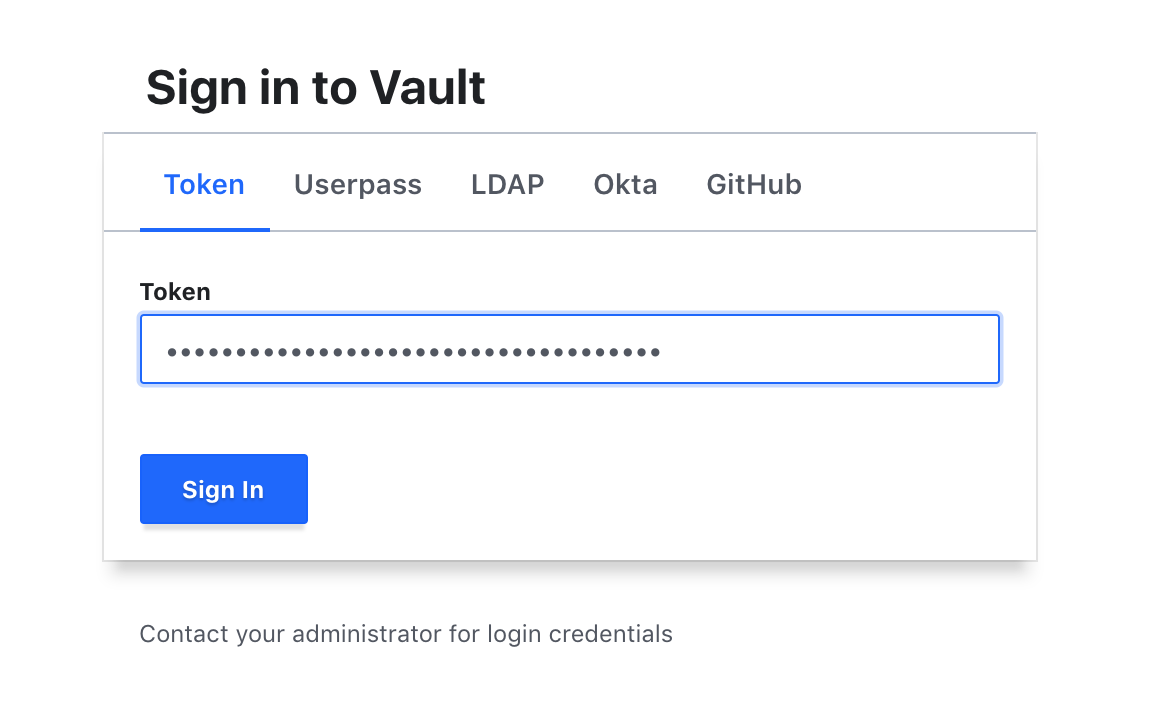 Sign in to Vault
Token Userpass LDAP Okta GitHub
Token
••••••••••••••••••••••••••••••••••••
Sign In
Contact your administrator for login credentials